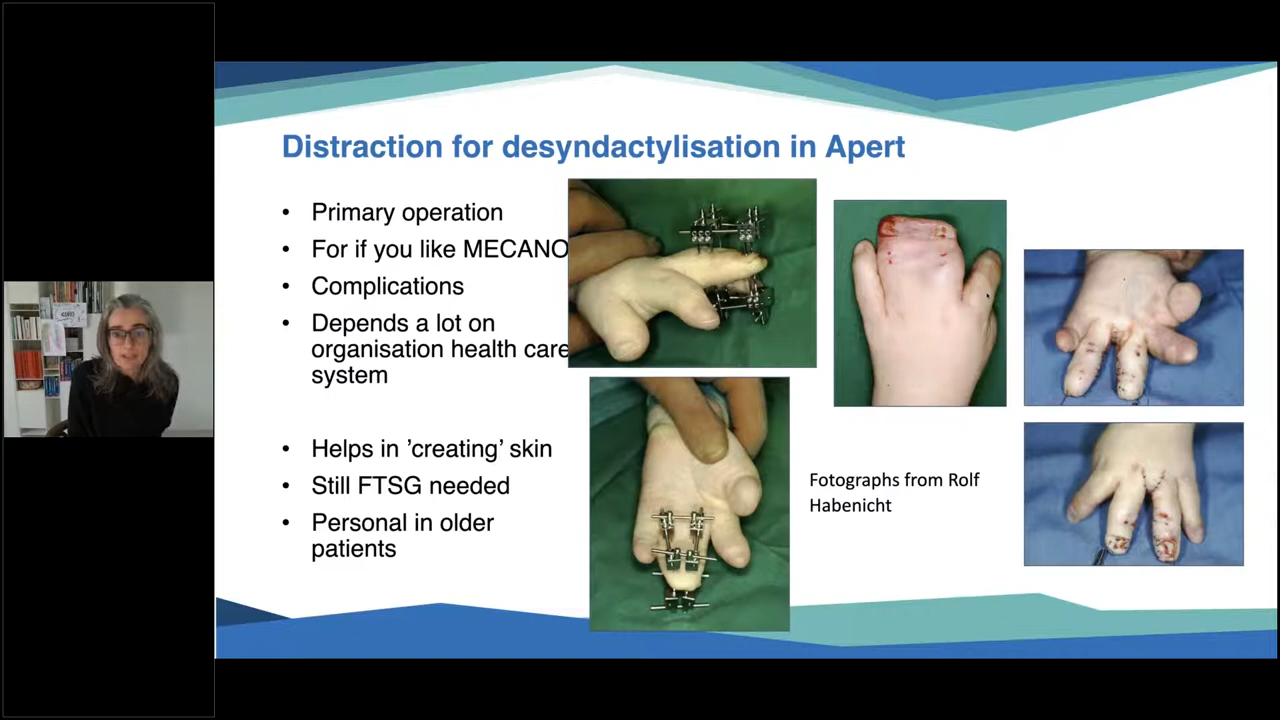 Distraction for desyndactylisation in Apert
• Primary operation
• For if you like MECANO
• Complications
• Depends a lot on
organisation health care
system
• Helps in ’creating’ skin
• Still FTSG needed
• Personal in older
patients
Fotographs from Rolf
Habenicht